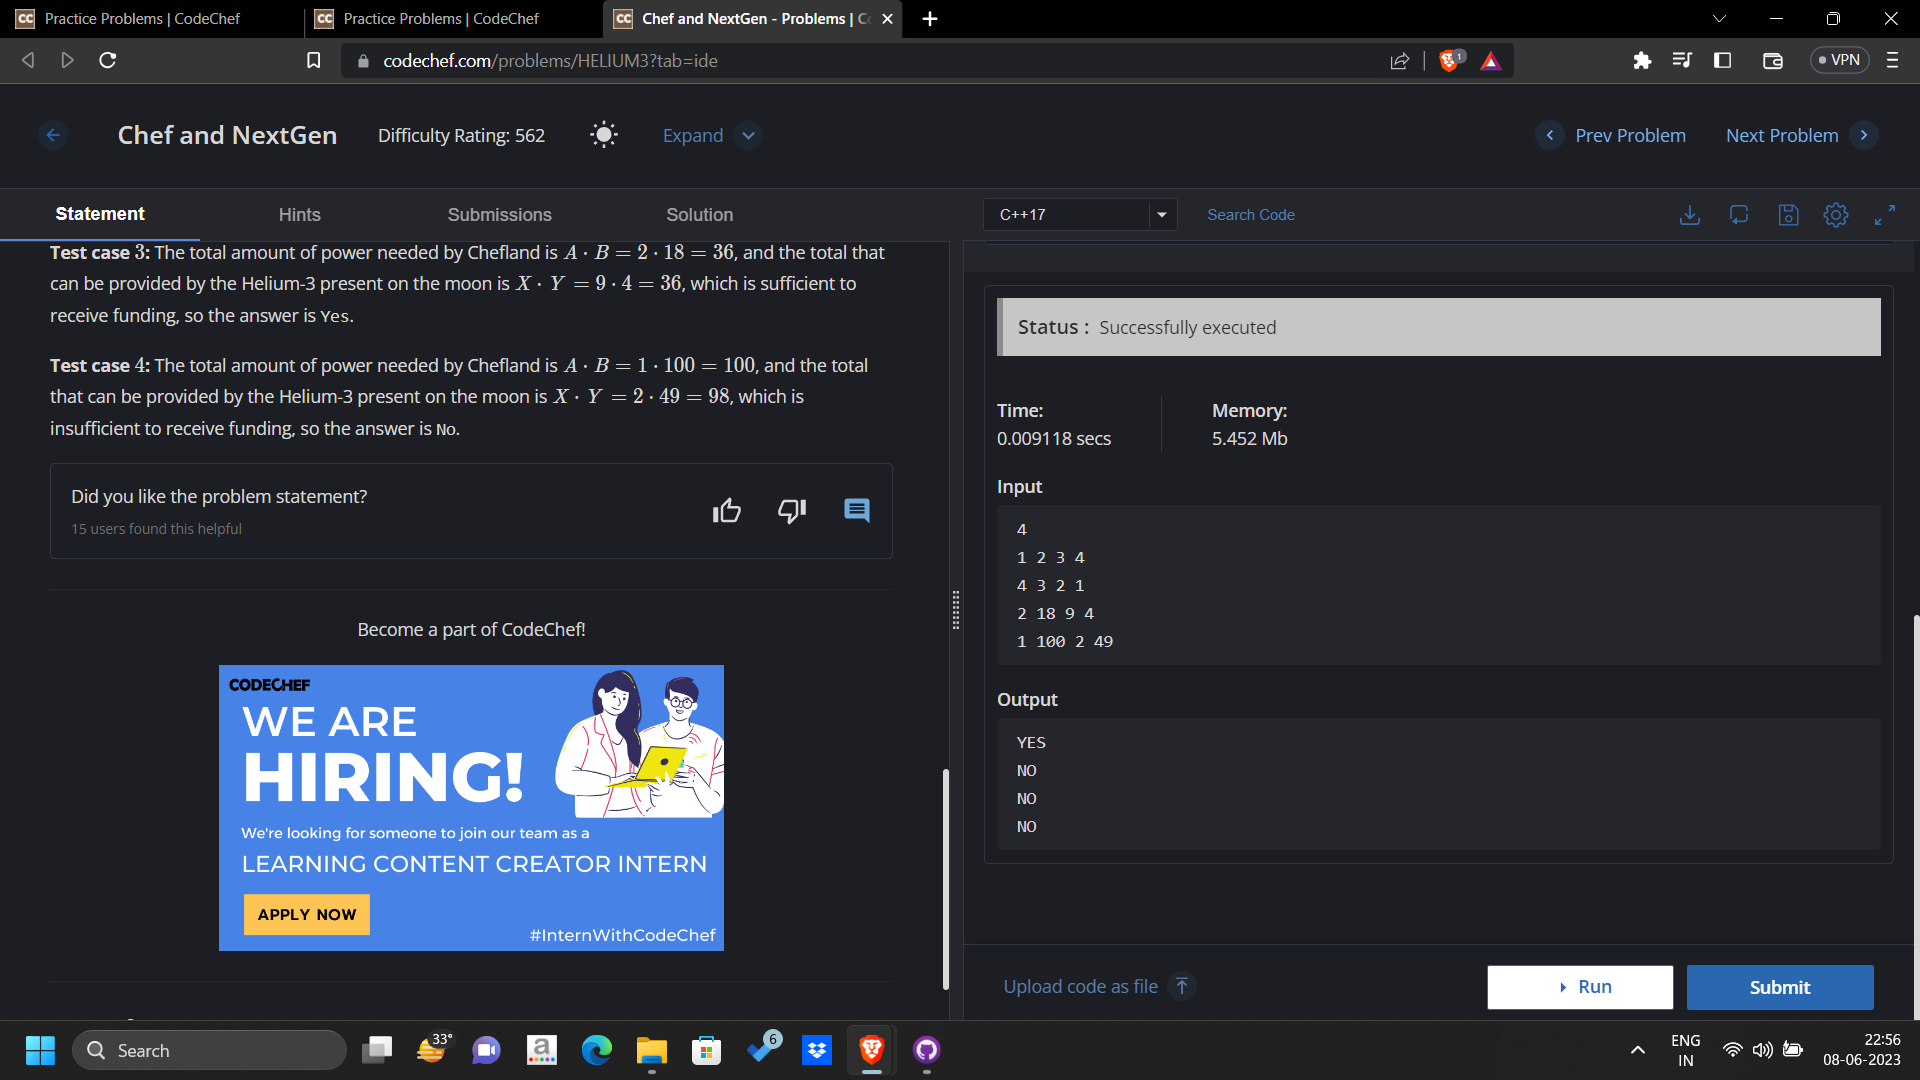 Practice Problems | CodeChef
Practice Problems | CodeChef
Chef and NextGen - Problems | C
codechef.com/problems/HELIUM3?tab=ide
1
VPN
Chef and NextGen
Difficulty Rating: 562
Expand
Prev Problem
Next Problem
Statement
Hints
Submissions
Solution
C++17
Search Code
Test case 3: The total amount of power needed by Chefland is A · B = 2 · 18 = 36, and the total that
can be provided by the Helium-3 present on the moon is X · Y = 9 · 4 = 36, which is sufficient to
receive funding, so the answer is Yes.
Test case 4: The total amount of power needed by Chefland is A · B = 1 · 100 = 100, and the total
that can be provided by the Helium-3 present on the moon is X · Y = 2 · 49 = 98, which is
insufficient to receive funding, so the answer is No.
Did you like the problem statement?
15 users found this helpful
Become a part of CodeChef!
CODECHEF
WE ARE
HIRING!
We're looking for someone to join our team as a
LEARNING CONTENT CREATOR INTERN
APPLY NOW
#InternWithCodeChef
Status : Successfully executed
Time:
0.009118 secs
Memory:
5.452 Mb
Input
4
1 2 3 4
4 3 2 1
2 18 9 4
1 100 2 49
Output
YES
NO
NO
NO
Upload code as file
Run
Submit
Search
33°
a
6
ENG
IN
22:56
08-06-2023